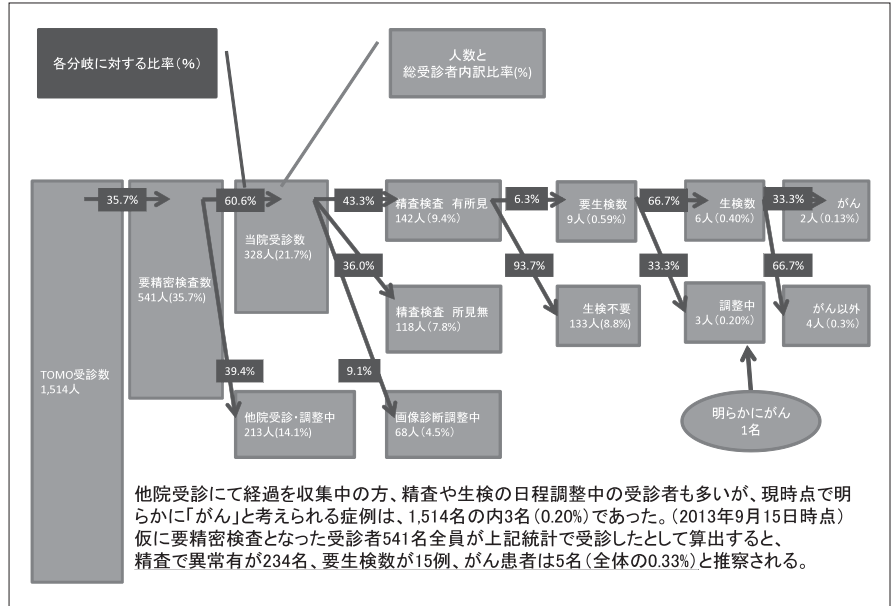 各分岐に対する比率(%)
人数と
総受診者内訳比率(%)
35.7%
60.6%
43.3%
精査検査 有所見
142人(9.4%)
6.3%
要生検数
9人(0.59%)
66.7%
生検数
6人(0.40%)
33.3%
がん
2人(0.13%)
当院受診数
328人(21.7%)
36.0%
93.7%
33.3%
66.7%
要精密検査数
541人(35.7%)
精査検査 所見無
118人(7.8%)
生検不要
133人(8.8%)
調整中
3人(0.20%)
がん以外
4人(0.3%)
TOMO受診数
1,514人
39.4%
9.1%
他院受診・調整中
213人(14.1%)
画像診断調整中
68人(4.5%)
明らかにがん
1名
他院受診にて経過を収集中の方、精査や生検の日程調整中の受診者も多いが、現時点で明
らかに「がん」と考えられる症例は、1,514名の内3名(0.20%)であった。(2013年9月15日時点)
仮に要精密検査となった受診者541名全員が上記統計で受診したとして算出すると、
精査で異常有が234名、要生検数が15例、がん患者は5名(全体の0.33%)と推察される。